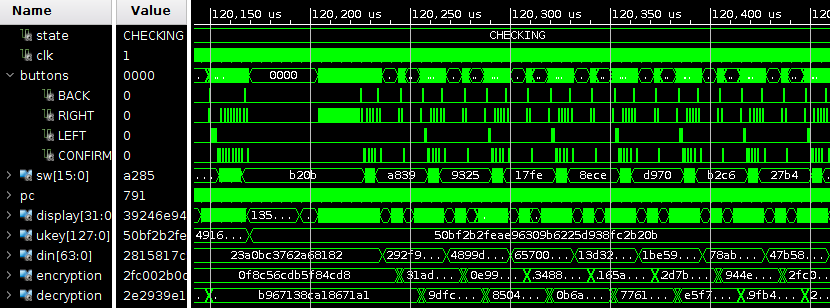 Name Value 120,150 us 120,200 us 120,250 us 120,300 us 120,350 us 120,400 us
state CHECKING CHECKING
clk 1
buttons 0000 ... 0000
BACK 0
RIGHT 0
LEFT 0
CONFIRM 0
sw[15:0] a285 ... b20b a839 9325 17fe 8ece d970 b2c6 27b4
pc 791
display[31:0 39246e94 135...
ukey[127:0] 50bf2b2fe 4916... 50bf2b2feae96309b6225d938fc2b20b
din[63:0] 2815817c 23a0bc3762a68182 292f9... 4899d... 65700... 13d32... 1be59... 78ab... 47b58...
encryption 2fc002b0c 0f8c56cdb5f84cd8 31ad... 0e99... .3488.. .165a.. 2d7b.. 944e... 2fc0...
decryption 2e2939e1 b967138ca18671a1 9dfc... 8504... 0b6a... 7761... e5f7... .9fb4.. 2...